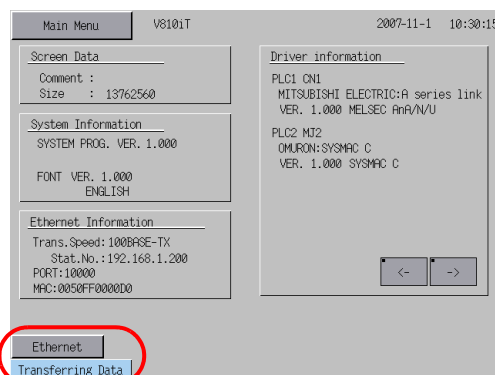 Main Menu V810iT 2007-11-1 10:30:15
Screen Data
Comment :
Size : 13762560
System Information
SYSTEM PROG. VER. 1.000
FONT VER. 1.000
ENGLISH
Ethernet Information
Trans.Speed:100BASE-TX
Stat.No.:192.168.1.200
PORT:10000
MAC:0050FF0000D0
Driver information
PLC1 CN1
MITSUBISHI ELECTRIC:A series link
VER. 1.000 MELSEC AnA/N/U
PLC2 MJ2
OMURON:SYSMAC C
VER. 1.000 SYSMAC C
<- ->
Ethernet
Transferring Data